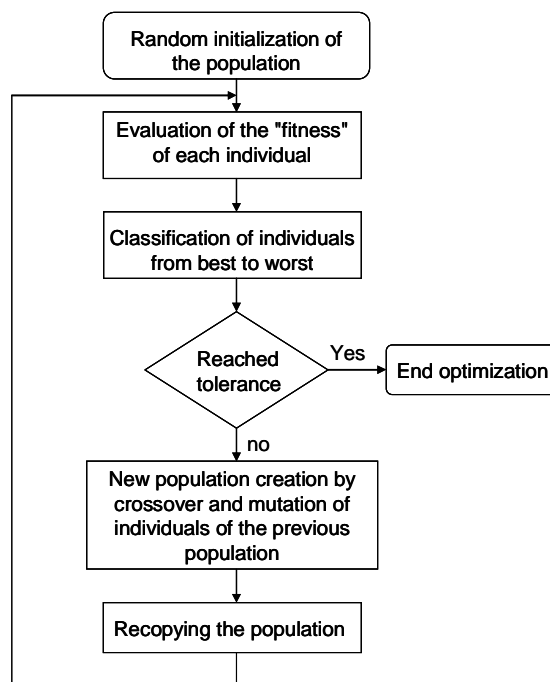 Random initialization of
the population
Evaluation of the "fitness"
of each individual
Classification of individuals
from best to worst
Reached
tolerance
Yes
End optimization
no
New population creation by
crossover and mutation of
individuals of the previous
population
Recopying the population